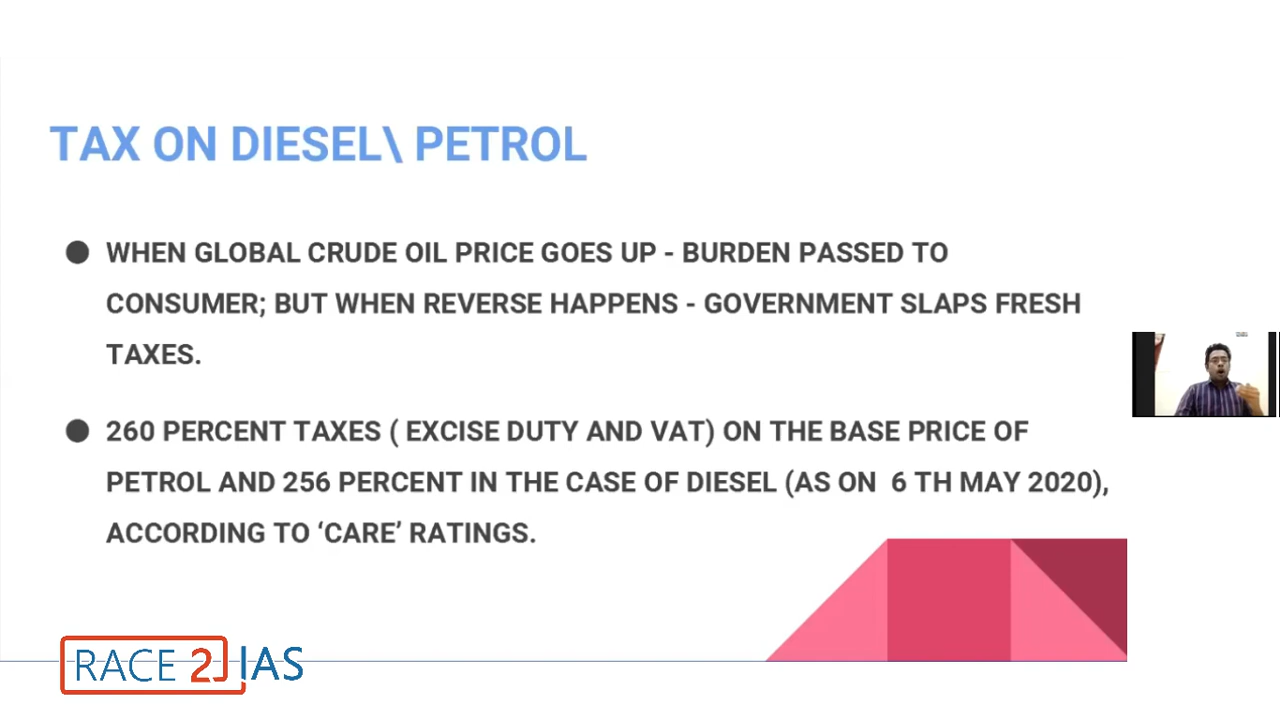 TAX ON DIESEL\ PETROL
● WHEN GLOBAL CRUDE OIL PRICE GOES UP - BURDEN PASSED TO
CONSUMER; BUT WHEN REVERSE HAPPENS - GOVERNMENT SLAPS FRESH
TAXES.
● 260 PERCENT TAXES ( EXCISE DUTY AND VAT) ON THE BASE PRICE OF
PETROL AND 256 PERCENT IN THE CASE OF DIESEL (AS ON 6 TH MAY 2020),
ACCORDING TO ‘CARE’ RATINGS.
RACE 2 IAS